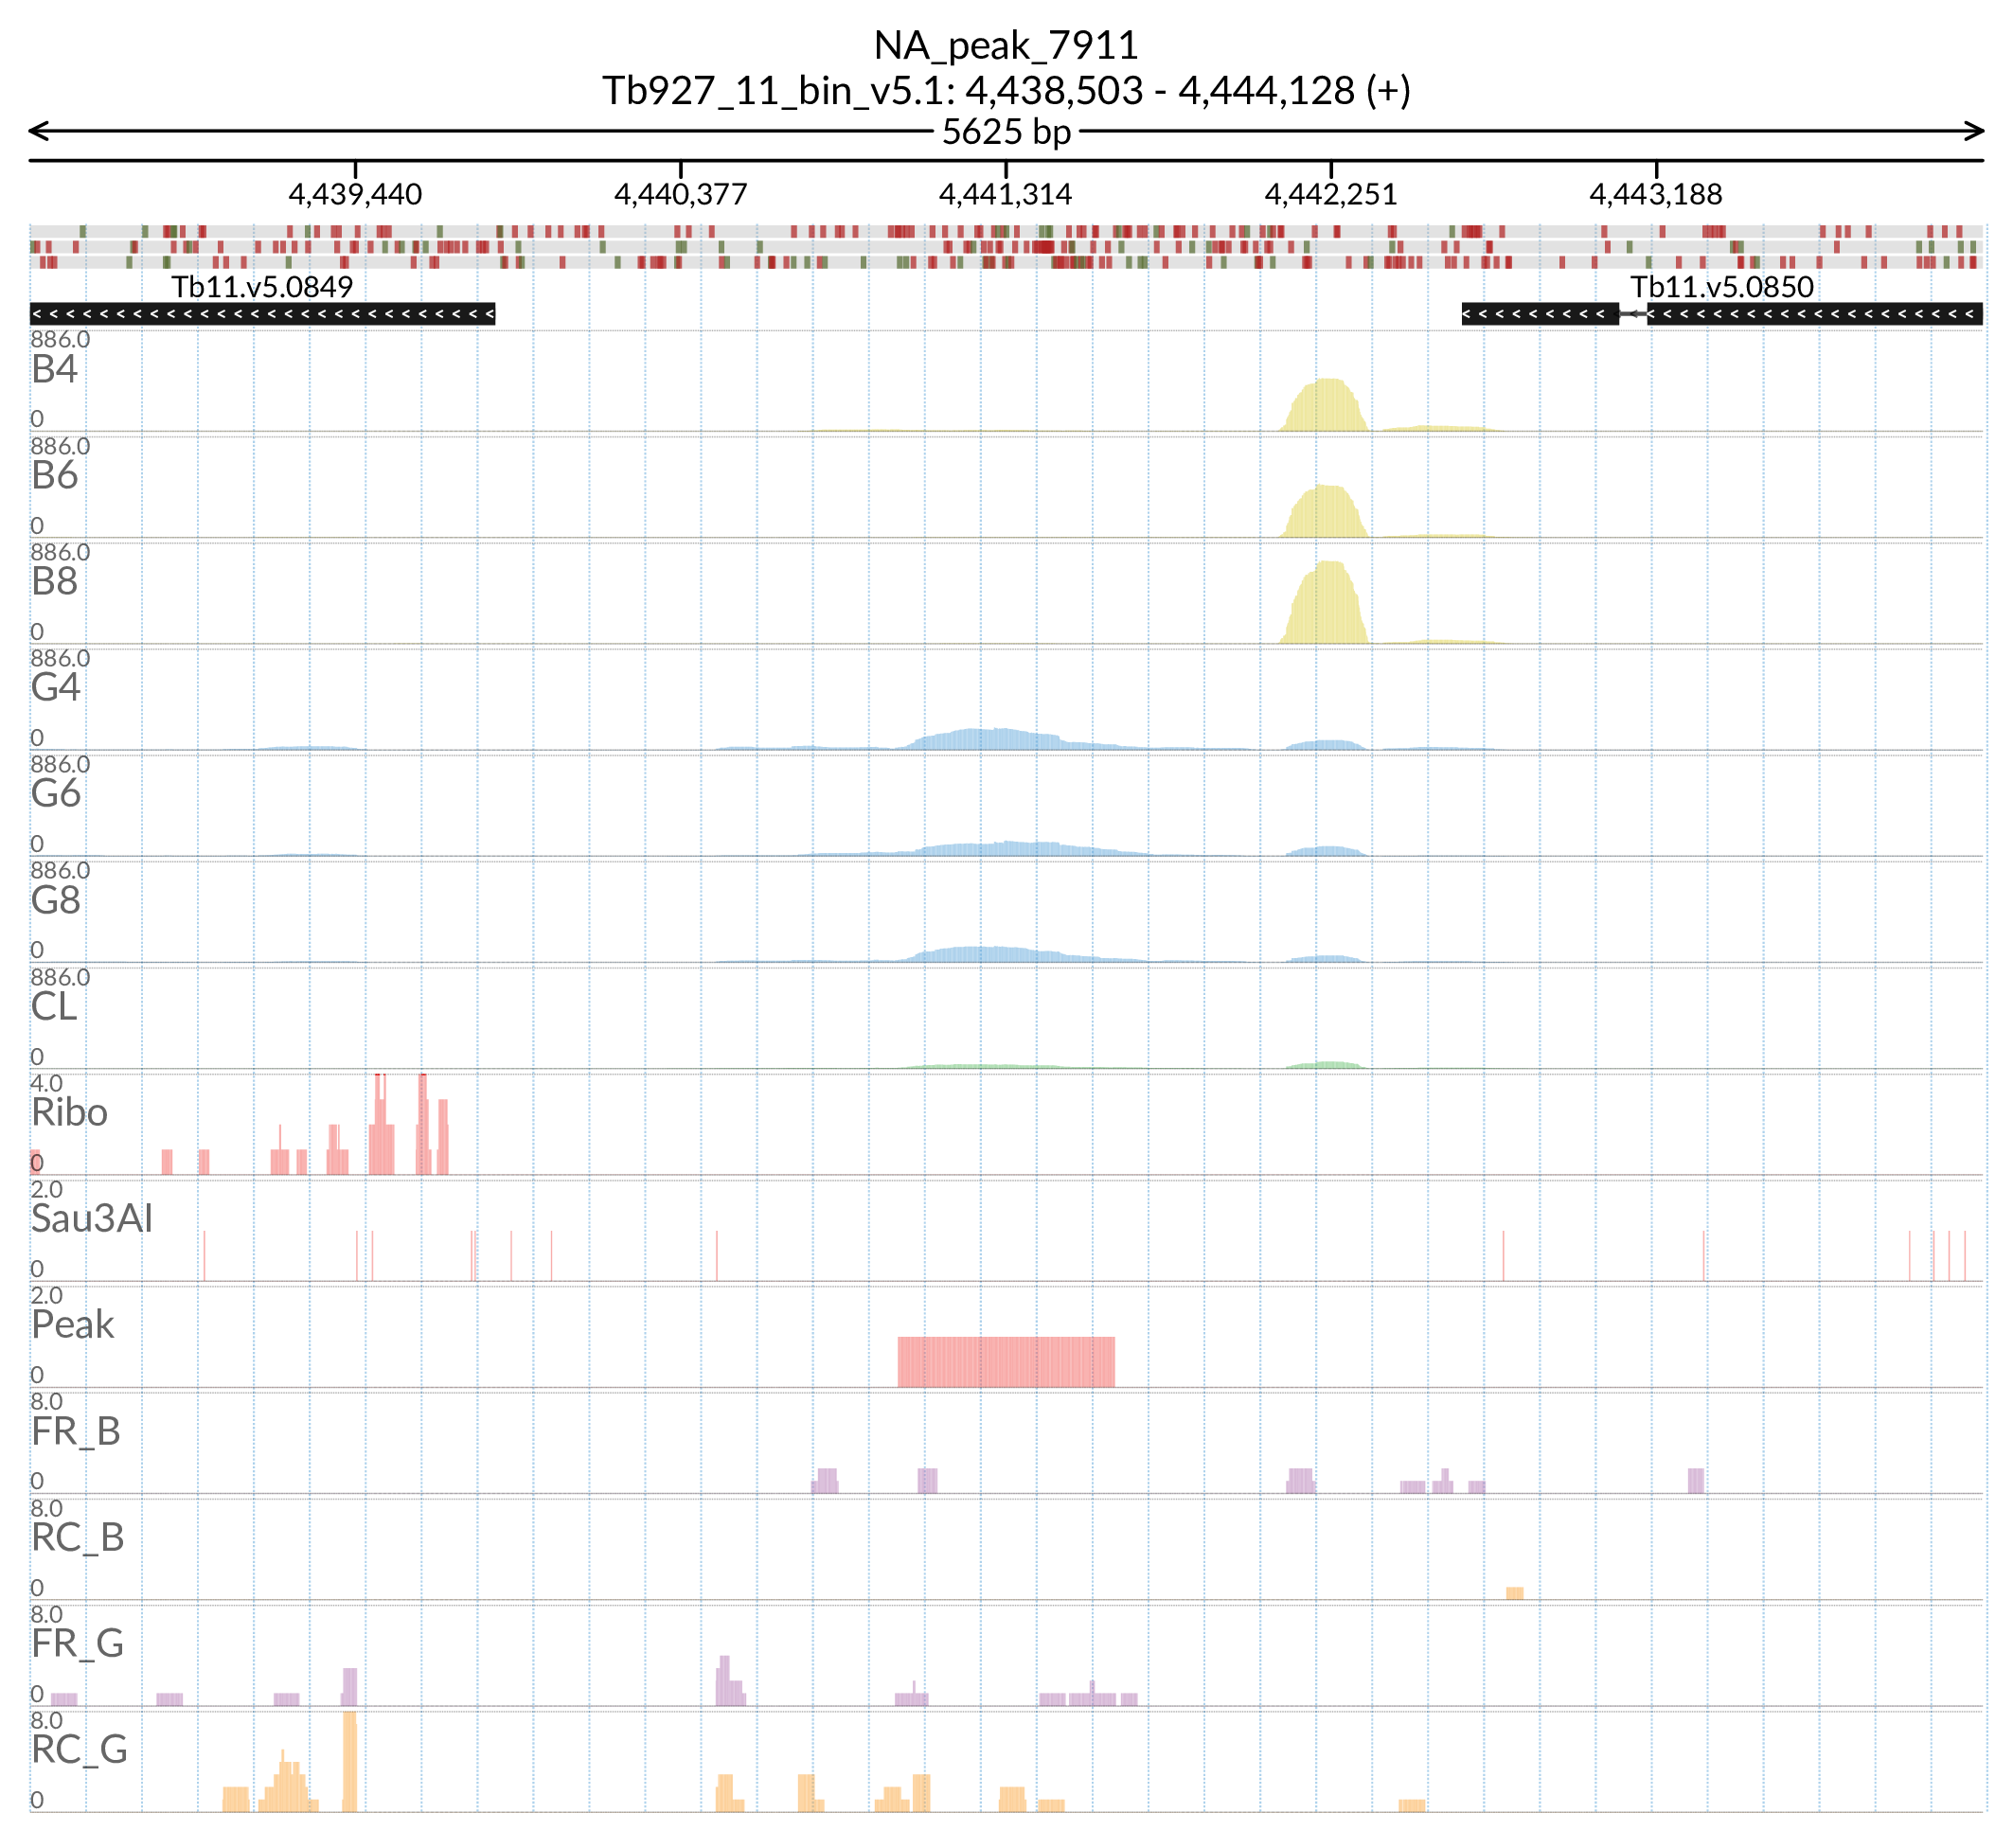 NA_peak_7911
Tb927_11_bin_v5.1: 4,438,503 - 4,444,128 (+)
5625 bp
4,439,440 4,440,377 4,441,314 4,442,251 4,443,188
Tb11.v5.0849 Tb11.v5.0850
886.0
B4
0
886.0
B6
0
886.0
B8
0
886.0
G4
0
886.0
G6
0
886.0
G8
0
886.0
CL
0
4.0
Ribo
0
2.0
Sau3AI
0
2.0
Peak
0
8.0
FR_B
0
8.0
RC_B
0
8.0
FR_G
0
8.0
RC_G
0